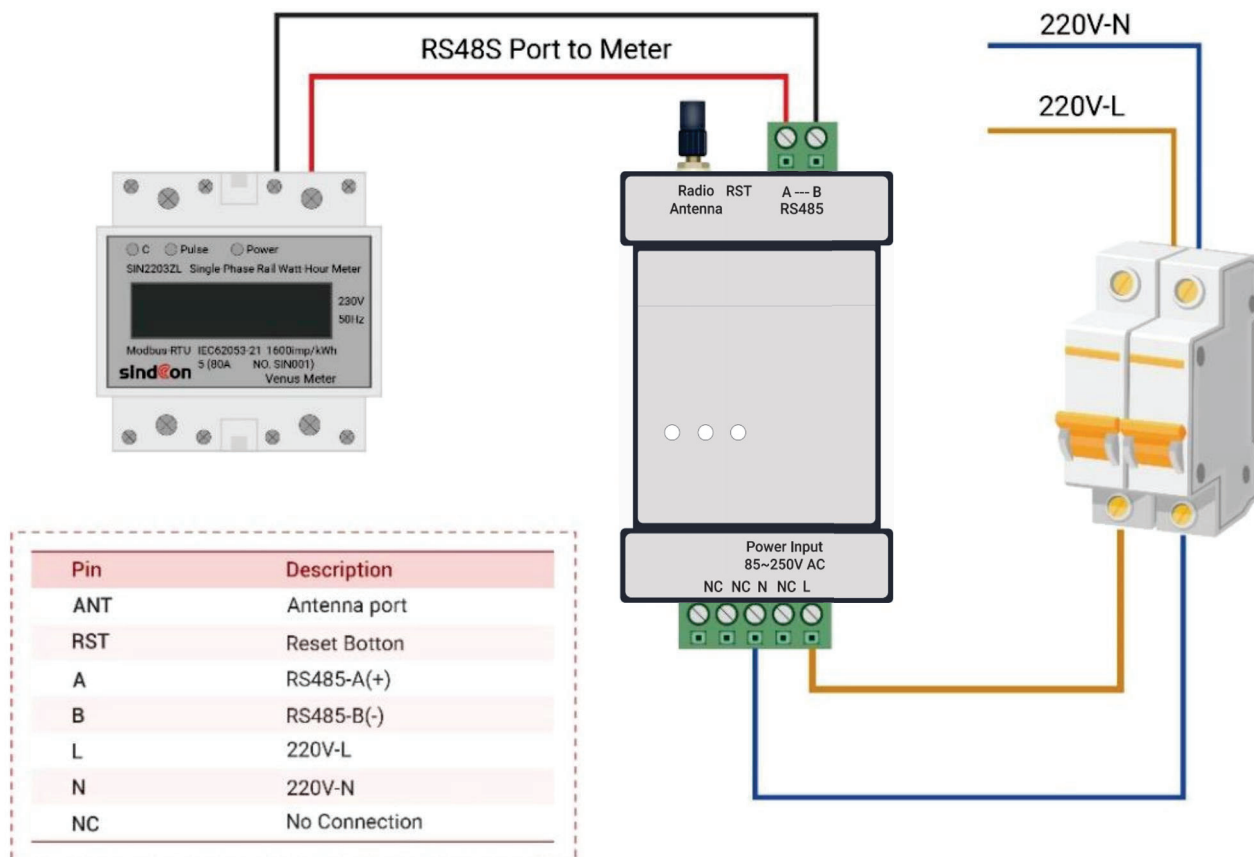 RS48S Port to Meter
220V-N
220V-L
Radio RST A --- B
Antenna RS485
C Pulse Power
SIN2203ZL Single Phase Rail Watt Hour Meter
230V
50Hz
Modbus-RTU IEC62053-21 1600imp/kWh
5 (80A NO. SIN001)
sindcon Venus Meter
Power Input
85~250V AC
NC NC N NC L
Pin Description
ANT Antenna port
RST Reset Botton
A RS485-A(+)
B RS485-B(-)
L 220V-L
N 220V-N
NC No Connection